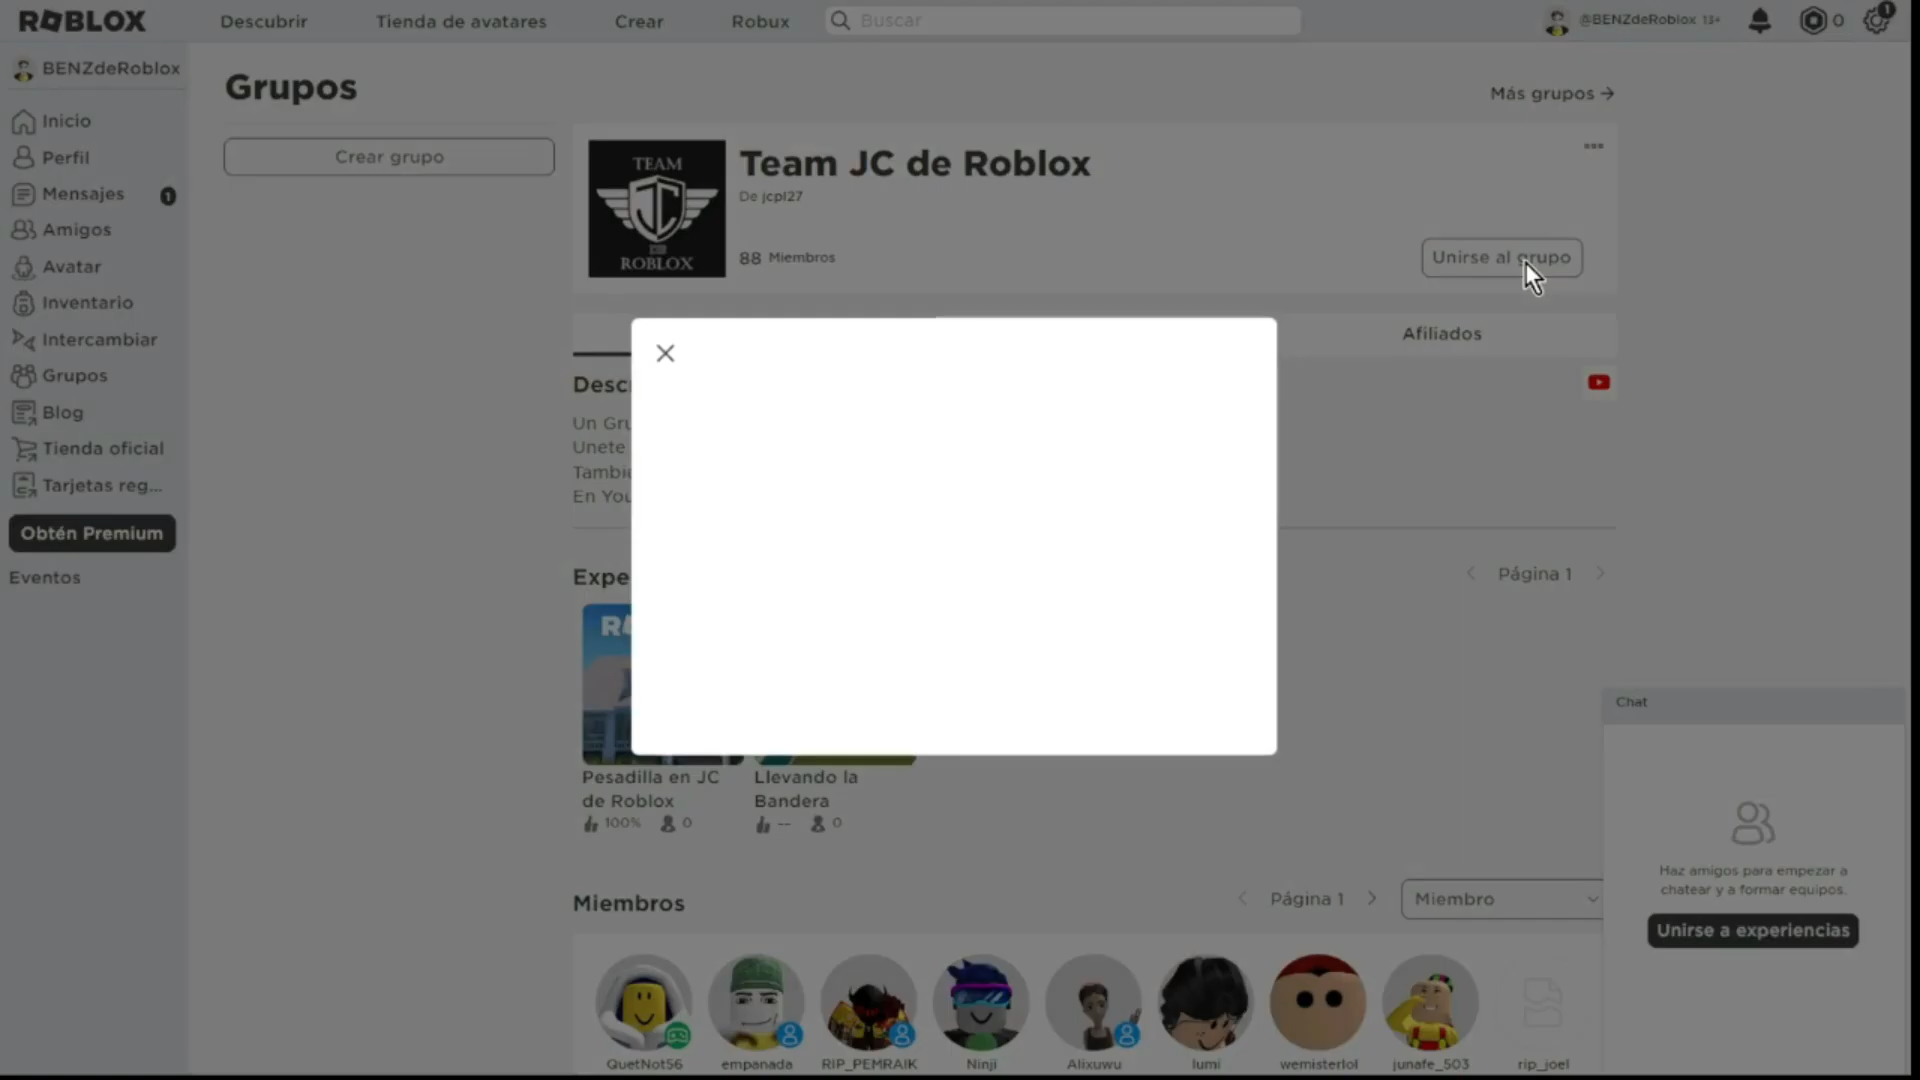 ROBLOX
Descubrir
Tienda de avatares
Crear
Robux
Buscar
@BENZdeRoblox 13+
0
1
BENZdeRoblox
Inicio
Perfil
Mensajes
1
Amigos
Avatar
Inventario
Intercambiar
Grupos
Blog
Tienda oficial
Tarjetas reg...
Obtén Premium
Eventos
Grupos
Más grupos →
Crear grupo
TEAM
JC
ROBLOX
Team JC de Roblox
De jcpl27
88 Miembros
Unirse al grupo
Afiliados
Desc
Un Gru
Unete
Tambi
En You
Expe
Página 1
Pesadilla en JC
de Roblox
100% 0
Llevando la
Bandera
-- 0
Miembros
Página 1
Miembro
QuetNot56
empanada
RIP_PEMRAIK
Ninji
Alixuwu
lumi
wemisterlol
junafe_503
rip_joel
Chat
Haz amigos para empezar a
chatear y a formar equipos.
Unirse a experiencias